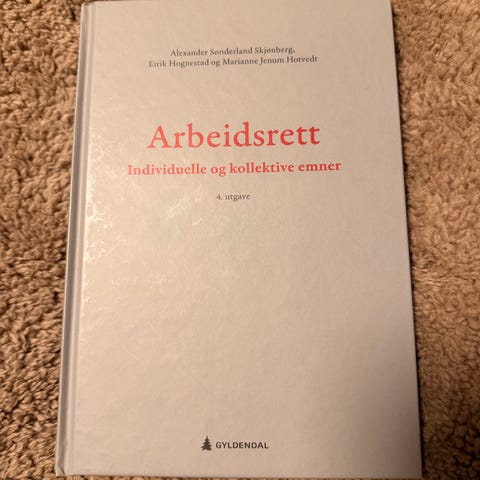 Alexander Sønderland Skjønberg,
Eirik Hognestad og Marianne Jenum Hotvedt
Arbeidsrett
Individuelle og kollektive emner
4. utgave
GYLDENDAL